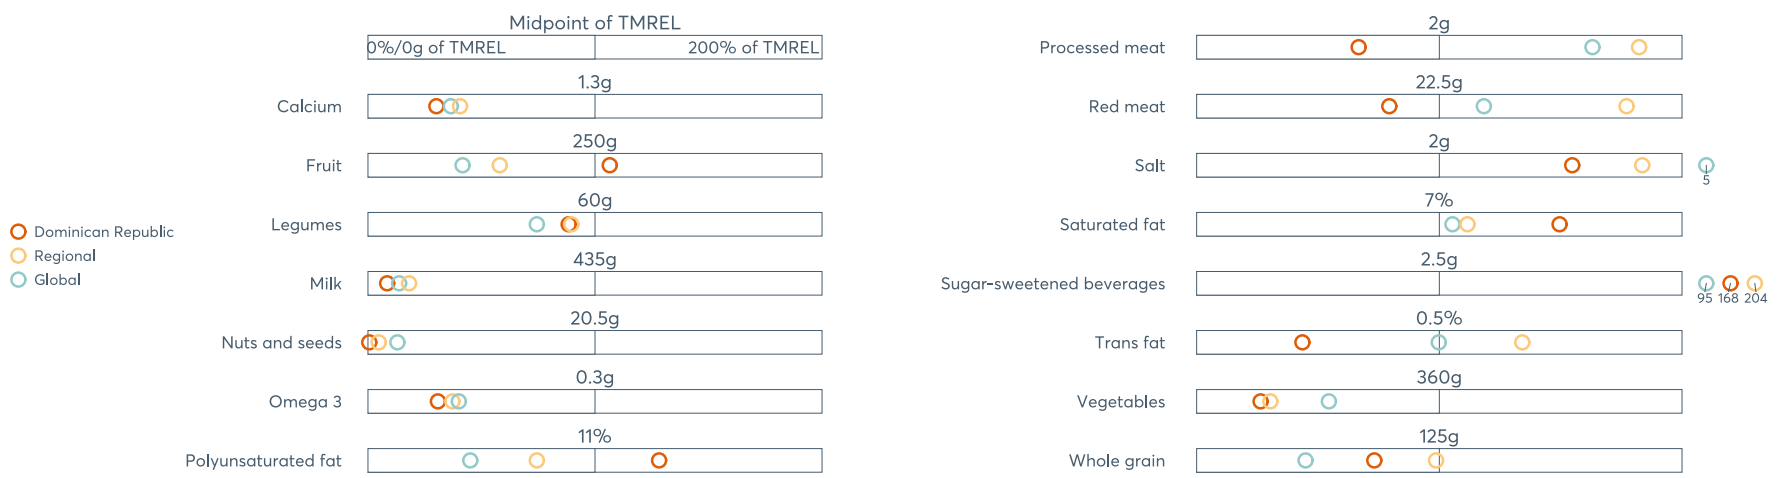 Midpoint of TMREL
0%/0g of TMREL 200% of TMREL
1.3g
Calcium
250g
Fruit
60g
Legumes
435g
Milk
20.5g
Nuts and seeds
0.3g
Omega 3
11%
Polyunsaturated fat
Dominican Republic
Regional
Global
2g
Processed meat
22.5g
Red meat
2g
Salt
5
7%
Saturated fat
2.5g
Sugar-sweetened beverages
95 168 204
0.5%
Trans fat
360g
Vegetables
125g
Whole grain